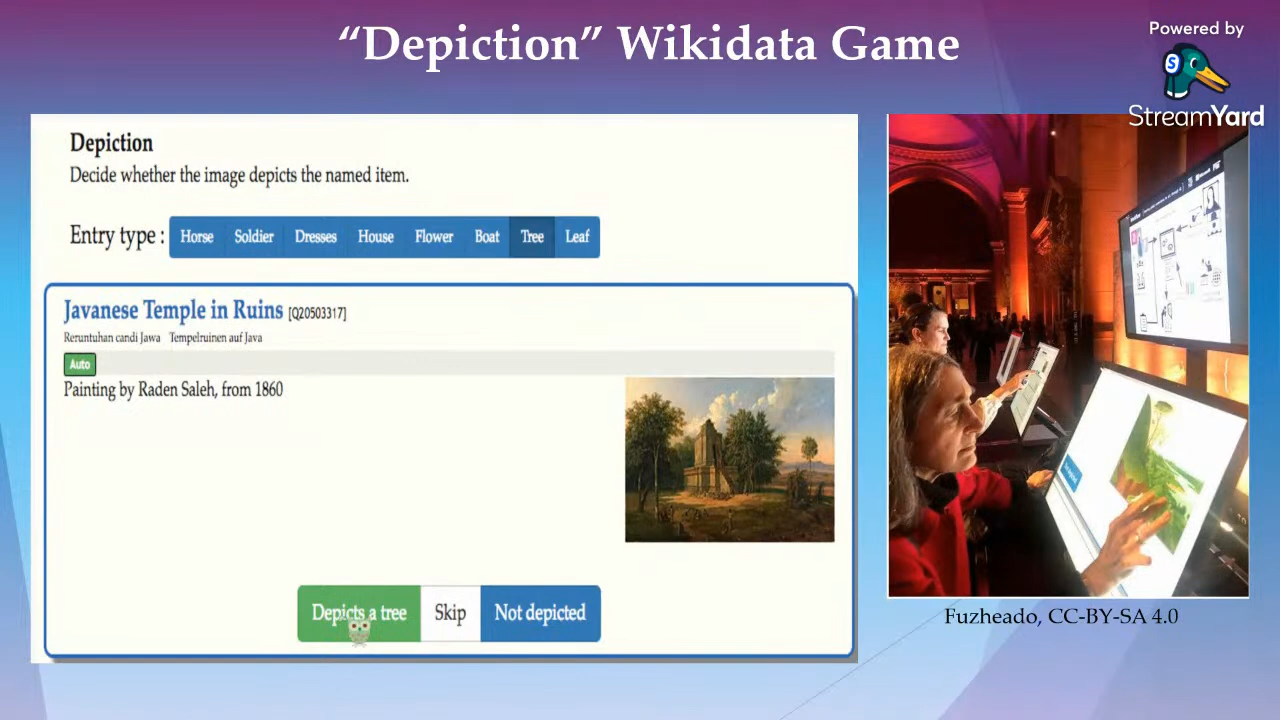 “Depiction” Wikidata Game
Powered by
S
StreamYard
Depiction
Decide whether the image depicts the named item.
Entry type : Horse Soldier Dresses House Flower Boat Tree Leaf
Javanese Temple in Ruins [Q20503317]
Reruntuhan candi Jawa Tempelruinen auf Java
Auto
Painting by Raden Saleh, from 1860
Depicts a tree Skip Not depicted
Fuzheado, CC-BY-SA 4.0